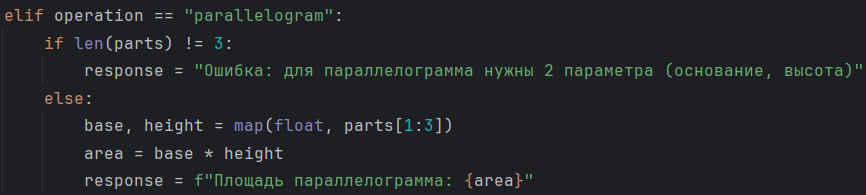 elif operation == "parallelogram":
    if len(parts) != 3:
        response = "Ошибка: для параллелограмма нужны 2 параметра (основание, высота)"
    else:
        base, height = map(float, parts[1:3])
        area = base * height
        response = f"Площадь параллелограмма: {area}"